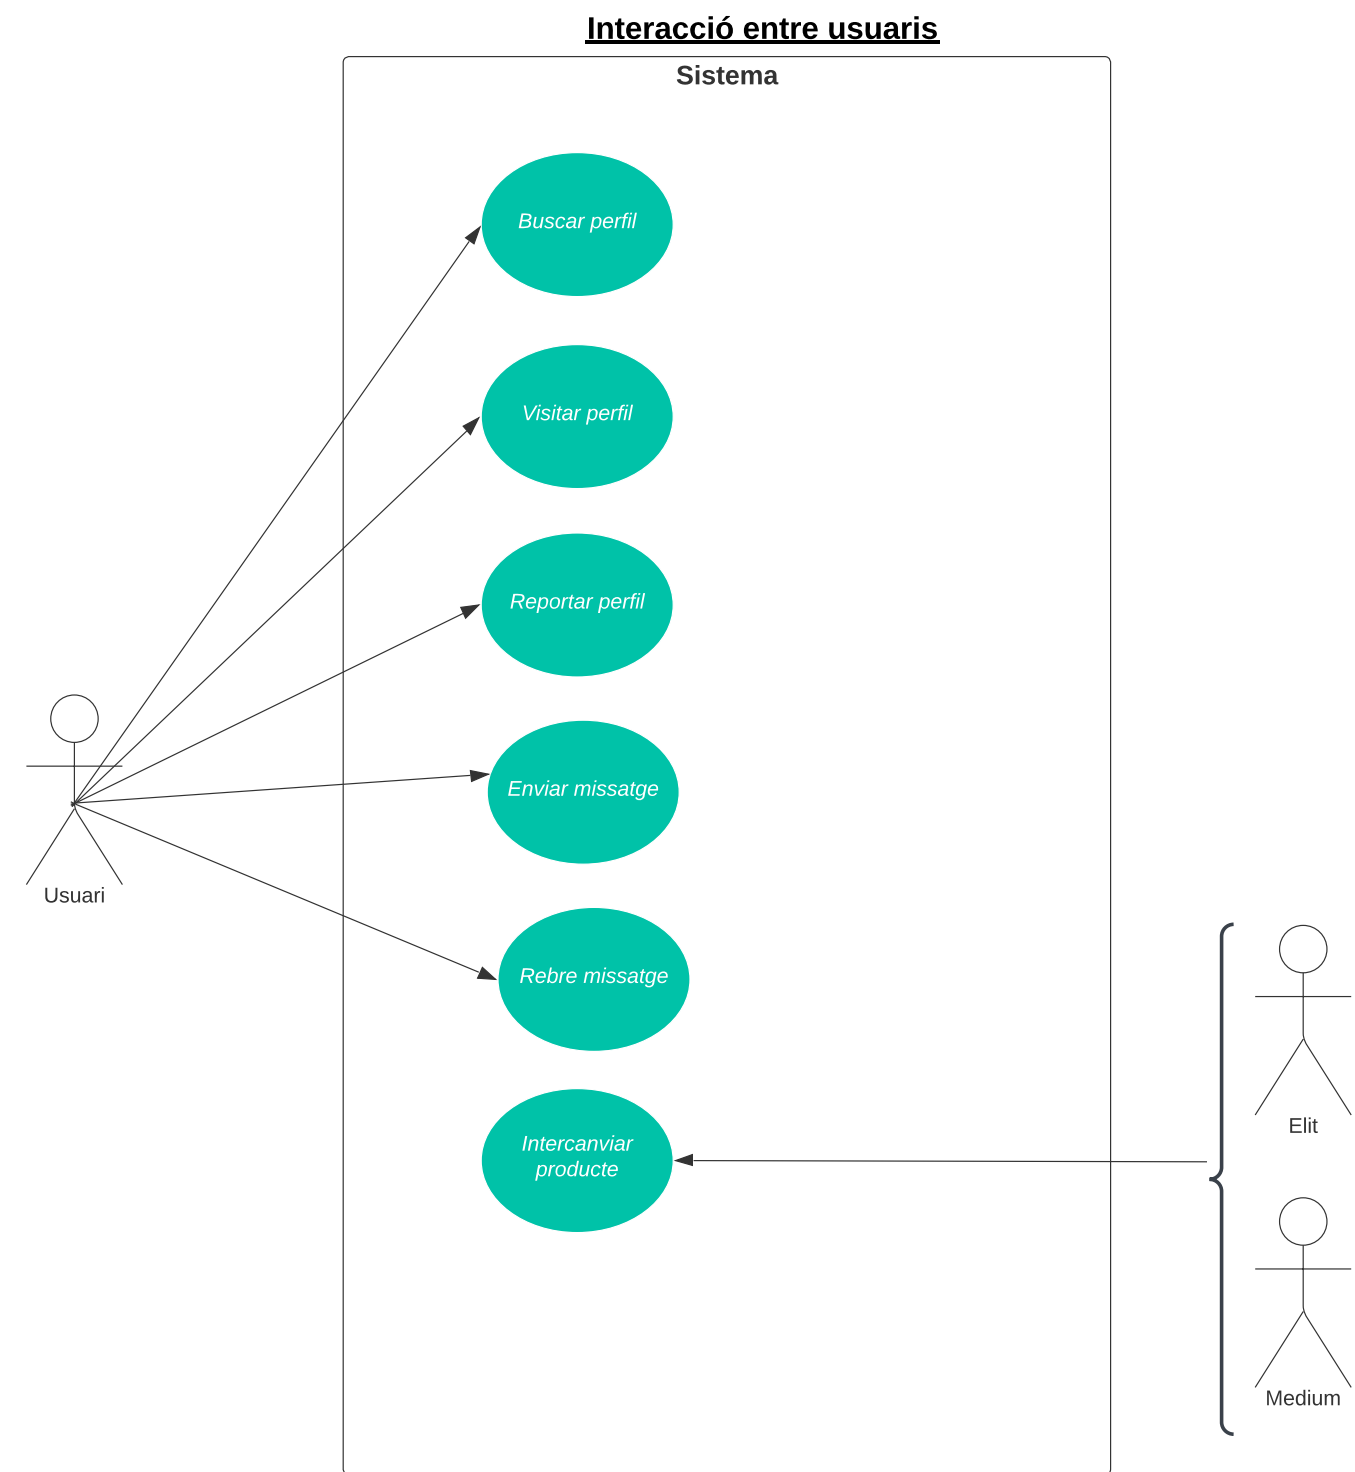 Interacció entre usuaris
Sistema
Buscar perfil
Visitar perfil
Reportar perfil
Enviar missatge
Usuari
Rebre missatge
Elit
Intercanviar
producte
Medium